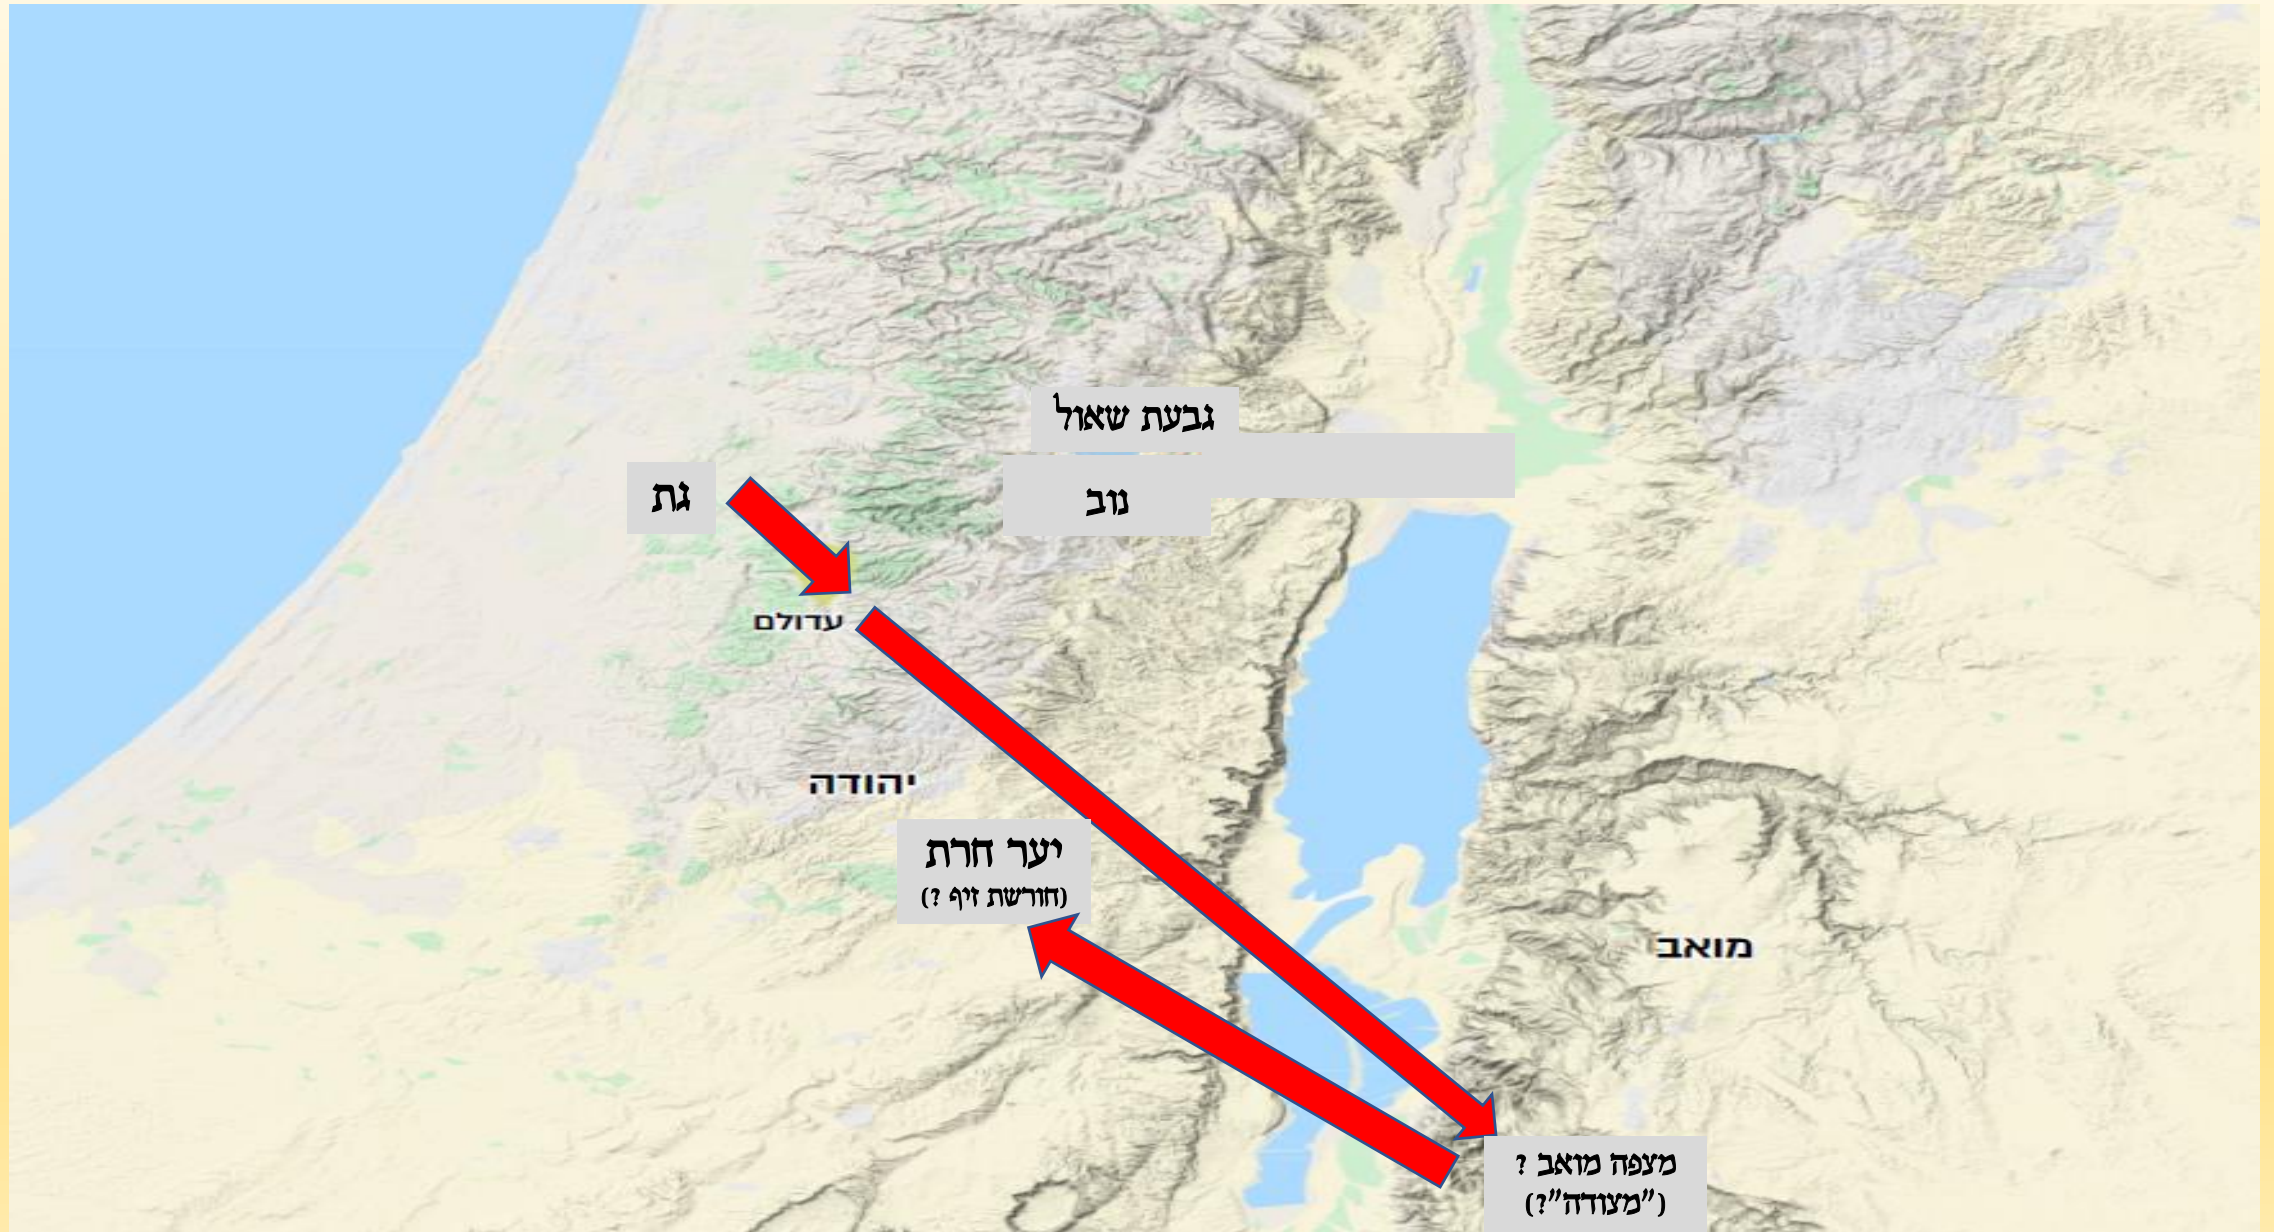 גבעת שאול
גת
נוב
עדולם
יהודה
יער חרת
(חורשת זיף ?)
מואב
מצפה מואב ?
("מצודה"?)